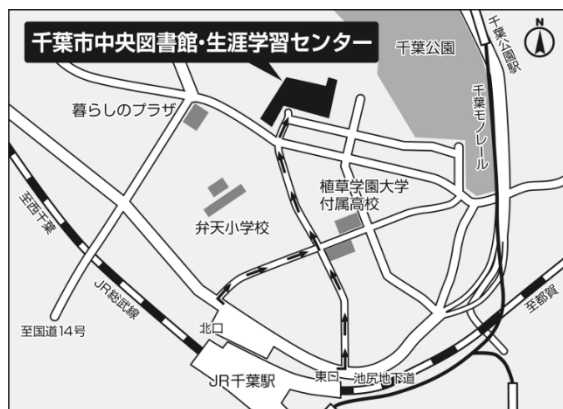 千葉市中央図書館・生涯学習センター
千葉公園
千葉公園駅
N
千葉モノレール
暮らしのプラザ
植草学園大学
付属高校
弁天小学校
至西千葉
JR総武線
至国道14号
北口
JR千葉駅
東口
池尻地下道
至都賀